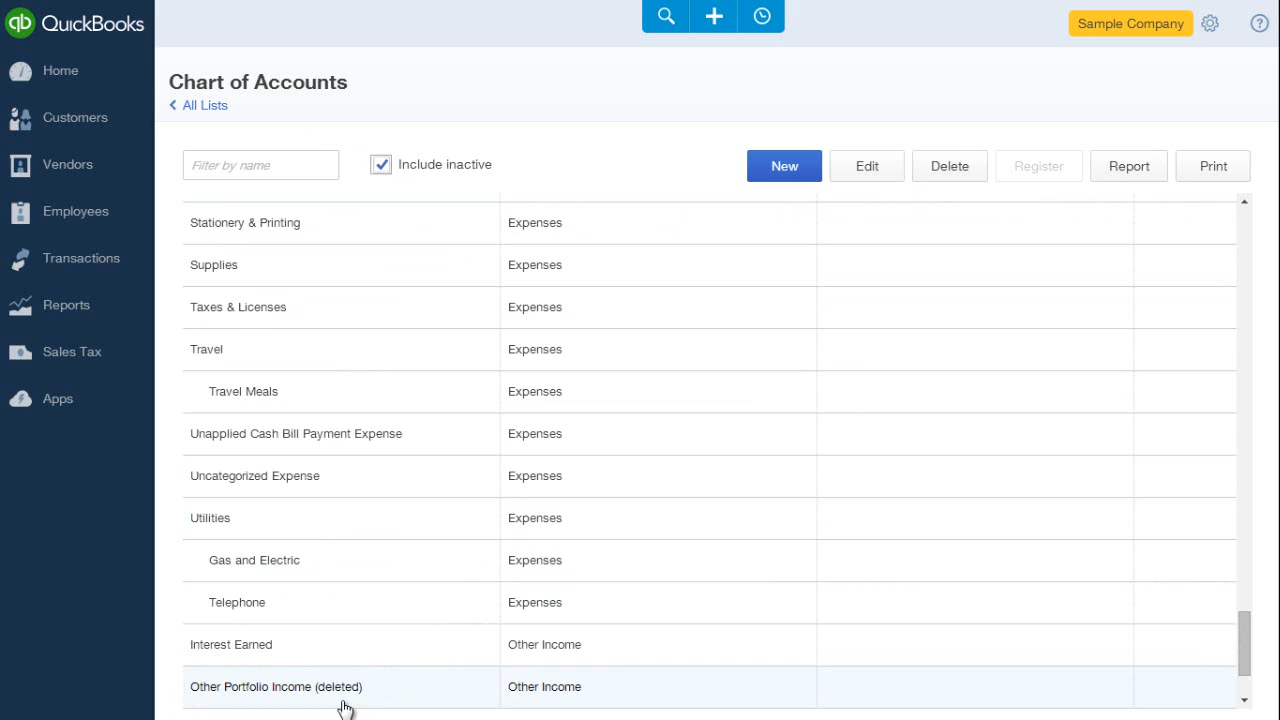 qb QuickBooks
Sample Company
?
Home
Customers
Vendors
Employees
Transactions
Reports
Sales Tax
Apps
Chart of Accounts
All Lists
Filter by name
Include inactive
New Edit Delete Register Report Print
Stationery & Printing Expenses
Supplies Expenses
Taxes & Licenses Expenses
Travel Expenses
Travel Meals Expenses
Unapplied Cash Bill Payment Expense Expenses
Uncategorized Expense Expenses
Utilities Expenses
Gas and Electric Expenses
Telephone Expenses
Interest Earned Other Income
Other Portfolio Income (deleted) Other Income